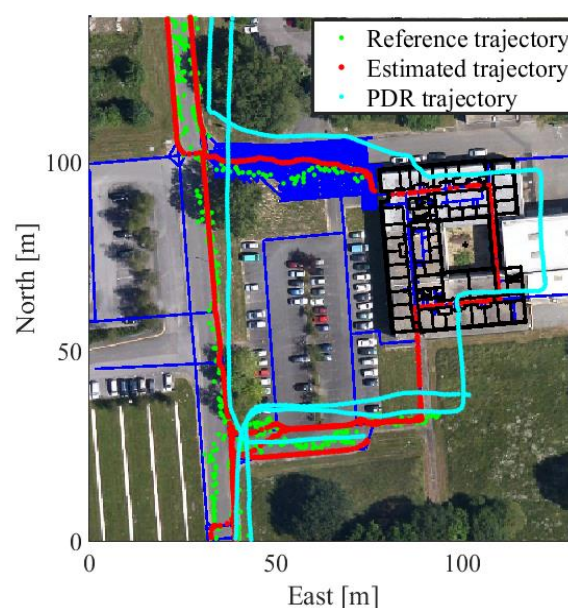 Reference trajectory
Estimated trajectory
PDR trajectory
100
50
0
North [m]
0
50
100
East [m]